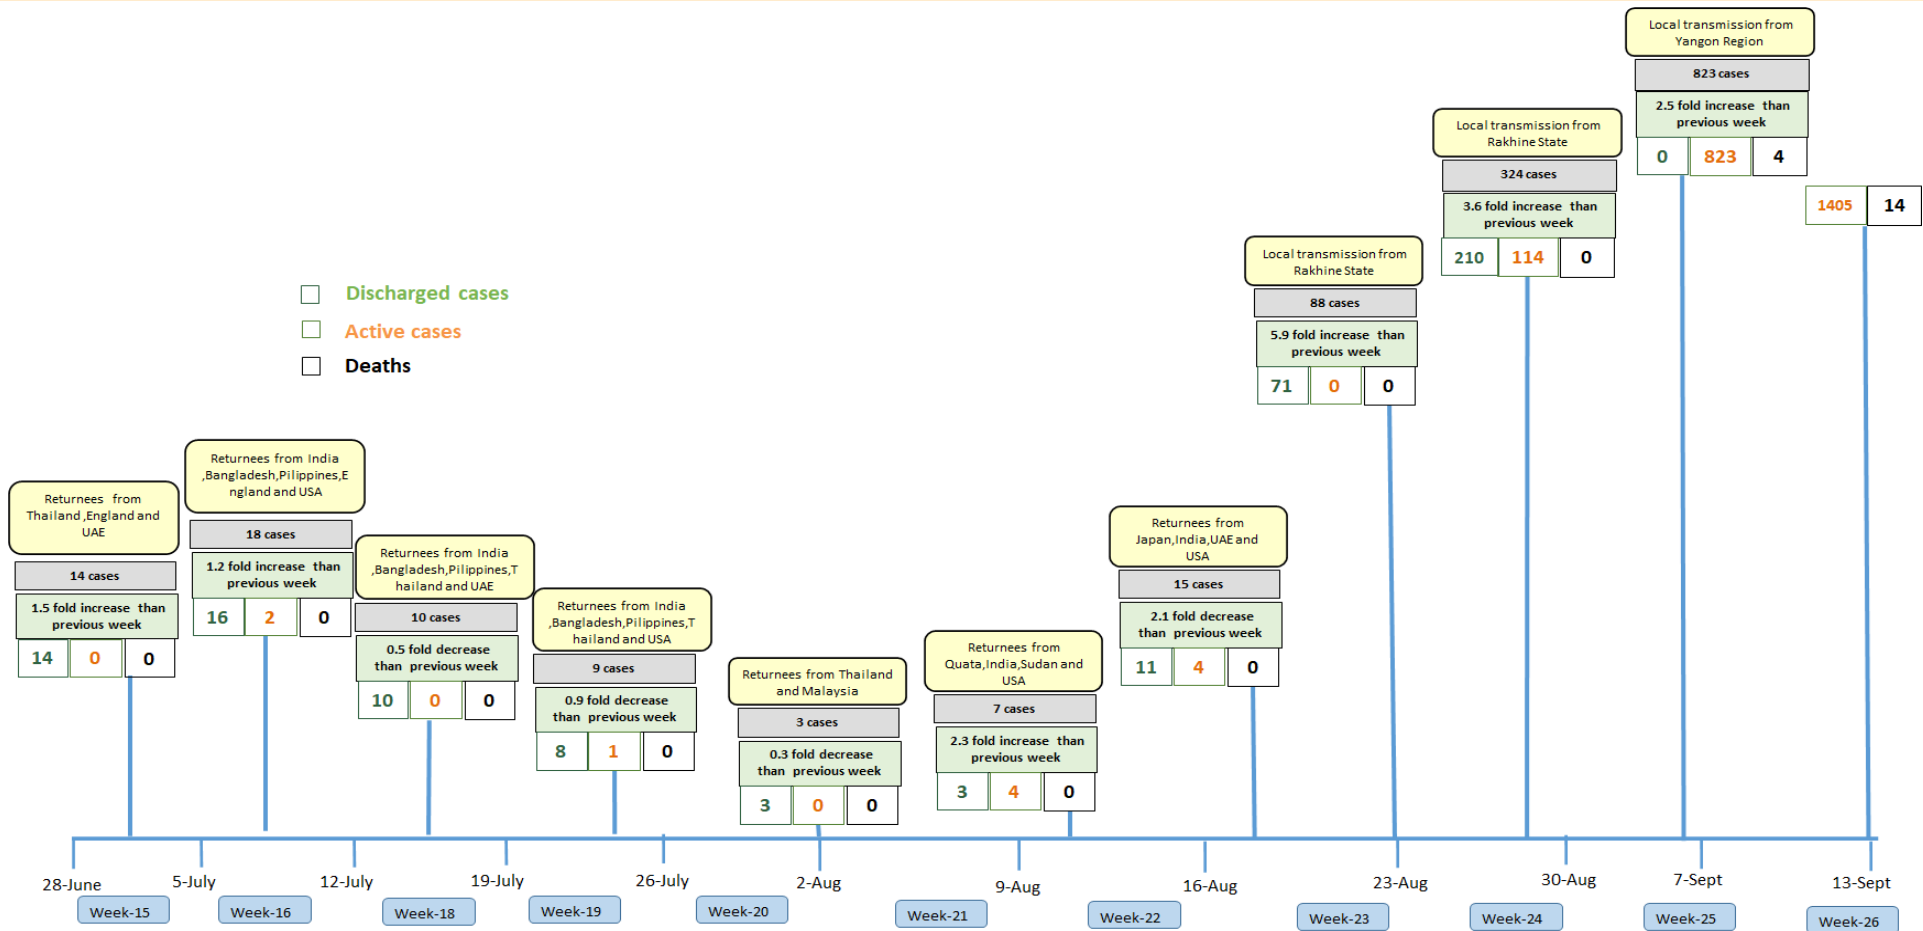 Discharged cases
Active cases
Deaths
Returnees from
Thailand ,England and
UAE
14 cases
1.5 fold increase than
previous week
14 0 0
Returnees from India
,Bangladesh,Pilippines,E
ngland and USA
18 cases
1.2 fold increase than
previous week
16 2 0
Returnees from India
,Bangladesh,Pilippines,T
hailand and UAE
10 cases
0.5 fold decrease
than previous week
10 0 0
Returnees from India
,Bangladesh,Pilippines,T
hailand and USA
9 cases
0.9 fold decrease
than previous week
8 1 0
Returnees from Thailand
and Malaysia
3 cases
0.3 fold decrease
than previous week
3 0 0
Returnees from
Quata,India,Sudan and
USA
7 cases
2.3 fold increase than
previous week
3 4 0
Returnees from
Japan,India,UAE and
USA
15 cases
2.1 fold decrease
than previous week
11 4 0
Local transmission from
Rakhine State
88 cases
5.9 fold increase than
previous week
71 0 0
Local transmission from
Rakhine State
324 cases
3.6 fold increase than
previous week
210 114 0
Local transmission from
Yangon Region
823 cases
2.5 fold increase than
previous week
0 823 4
1405 14
28-June 5-July 12-July 19-July 26-July 2-Aug 9-Aug 16-Aug 23-Aug 30-Aug 7-Sept 13-Sept
Week-15 Week-16 Week-18 Week-19 Week-20 Week-21 Week-22 Week-23 Week-24 Week-25 Week-26